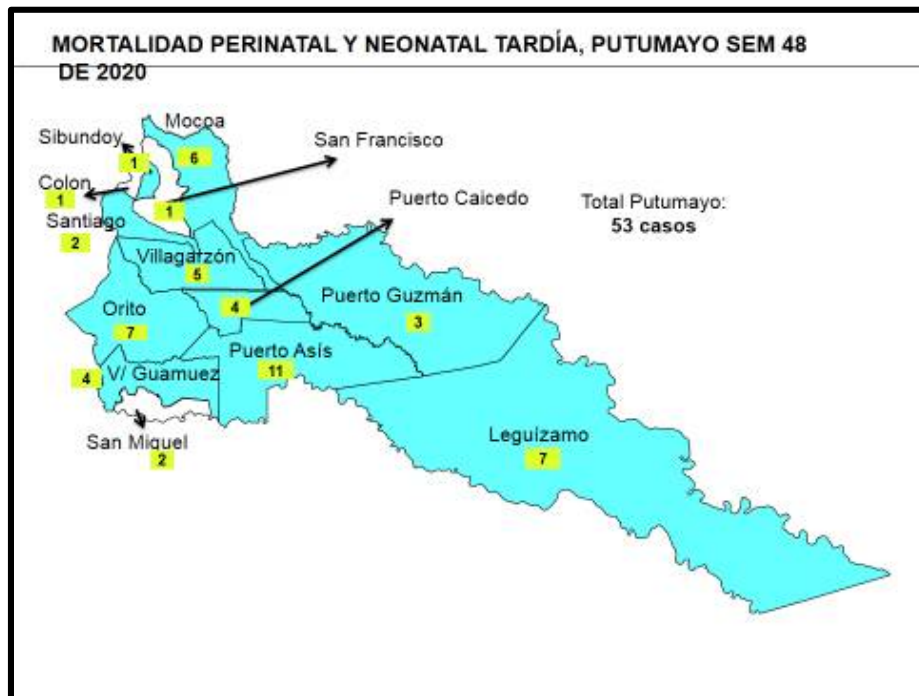 MORTALIDAD PERINATAL Y NEONATAL TARDÍA, PUTUMAYO SEM 48
DE 2020
Mocoa
6
Sibundoy
1
San Francisco
1
Colon
1
Santiago
2
Puerto Caicedo
4
Total Putumayo:
53 casos
Villagarzón
5
Puerto Guzmán
3
Orito
7
Puerto Asís
11
4
V/ Guamuez
San Miguel
2
Leguízamo
7